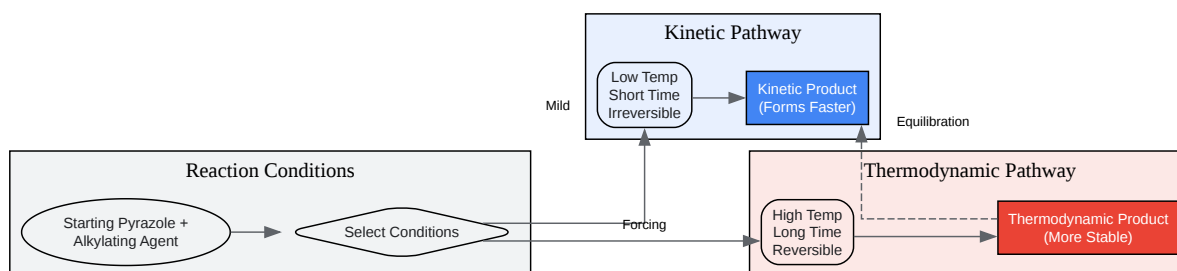 Kinetic Pathway
Low Temp
Short Time
Irreversible
Kinetic Product
(Forms Faster)
Mild
Equilibration
Reaction Conditions
Starting Pyrazole +
Alkylating Agent
Select Conditions
Forcing
Thermodynamic Pathway
High Temp
Long Time
Reversible
Thermodynamic Product
(More Stable)